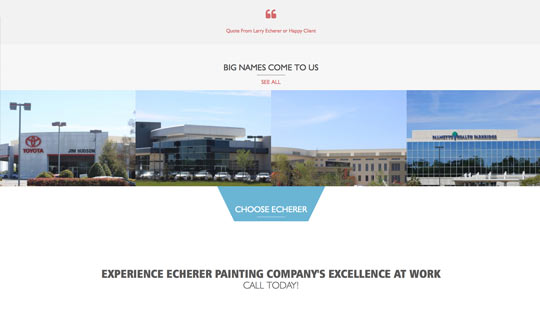 Quote From Larry Echerer or Happy Client
BIG NAMES COME TO US
SEE ALL
TOYOTA
JIM HUDSON
PALMETTO HEALTH PARKRIDGE
CHOOSE ECHERER
EXPERIENCE ECHERER PAINTING COMPANY'S EXCELLENCE AT WORK
CALL TODAY!